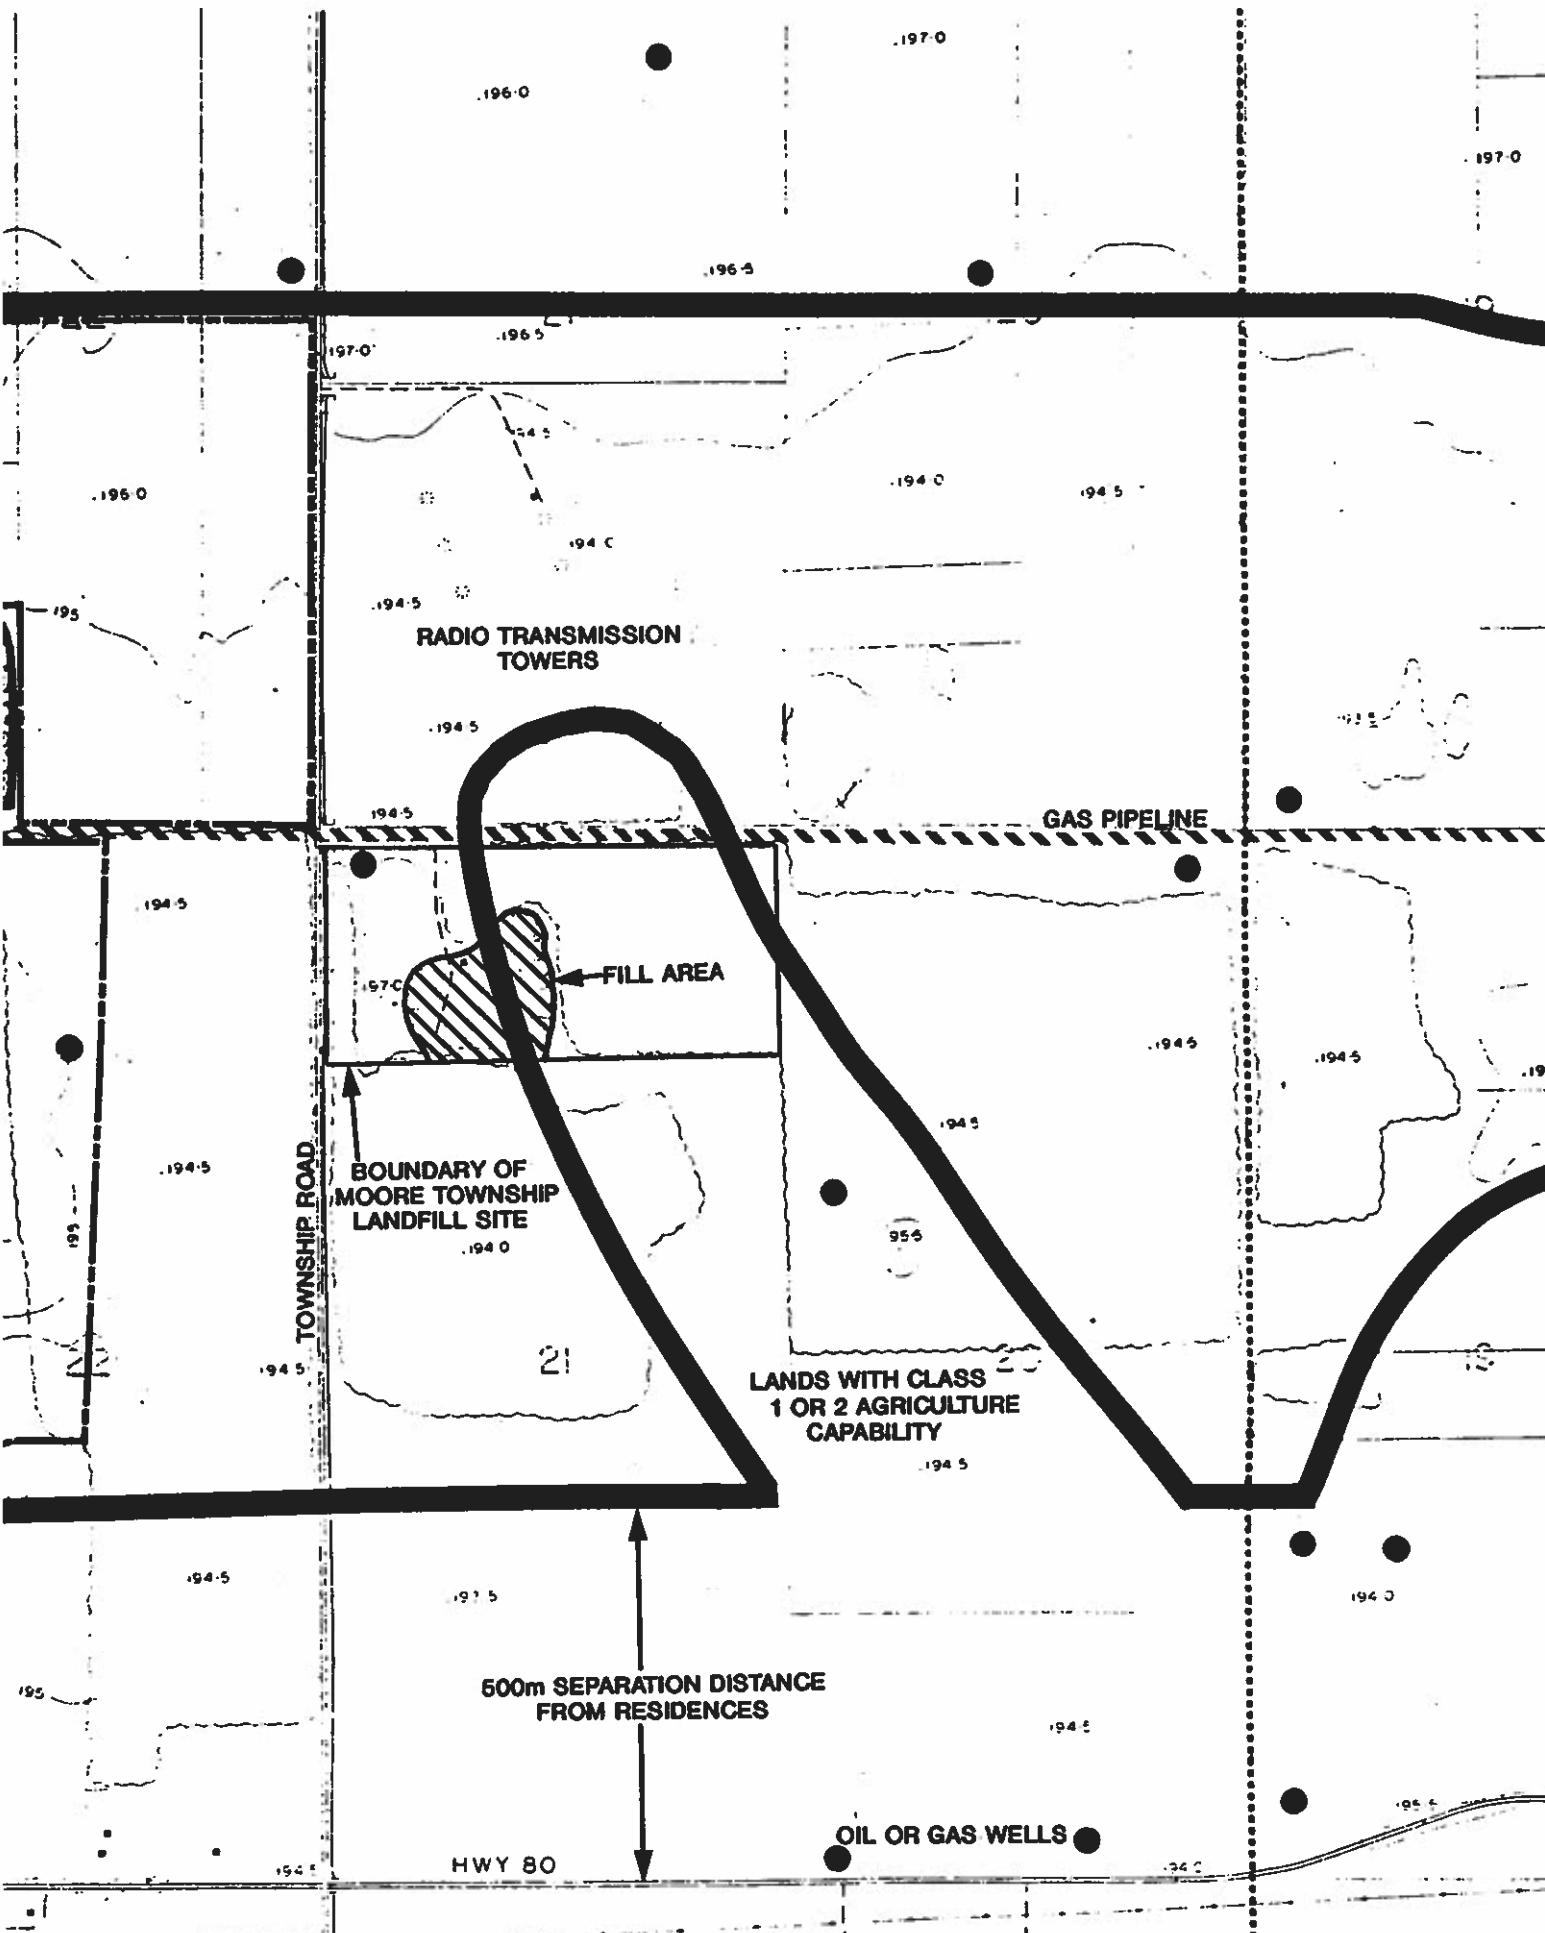 .197.0
.196.0
.197.0
.196.5
.196.5
197.0
.196.0
.194.0
194.5
.194.5
195
RADIO TRANSMISSION
TOWERS
.194.5
.194.5
GAS PIPELINE
.194.5
FILL AREA
.194.5
.194.5
.194.5
.194.5
BOUNDARY OF
MOORE TOWNSHIP
LANDFILL SITE
TOWNSHIP ROAD
195
.194.0
21
.194.5
LANDS WITH CLASS
1 OR 2 AGRICULTURE
CAPABILITY
.194.5
.194.5
194.0
500m SEPARATION DISTANCE
FROM RESIDENCES
195
.194.5
OIL OR GAS WELLS
HWY 80
.194.5